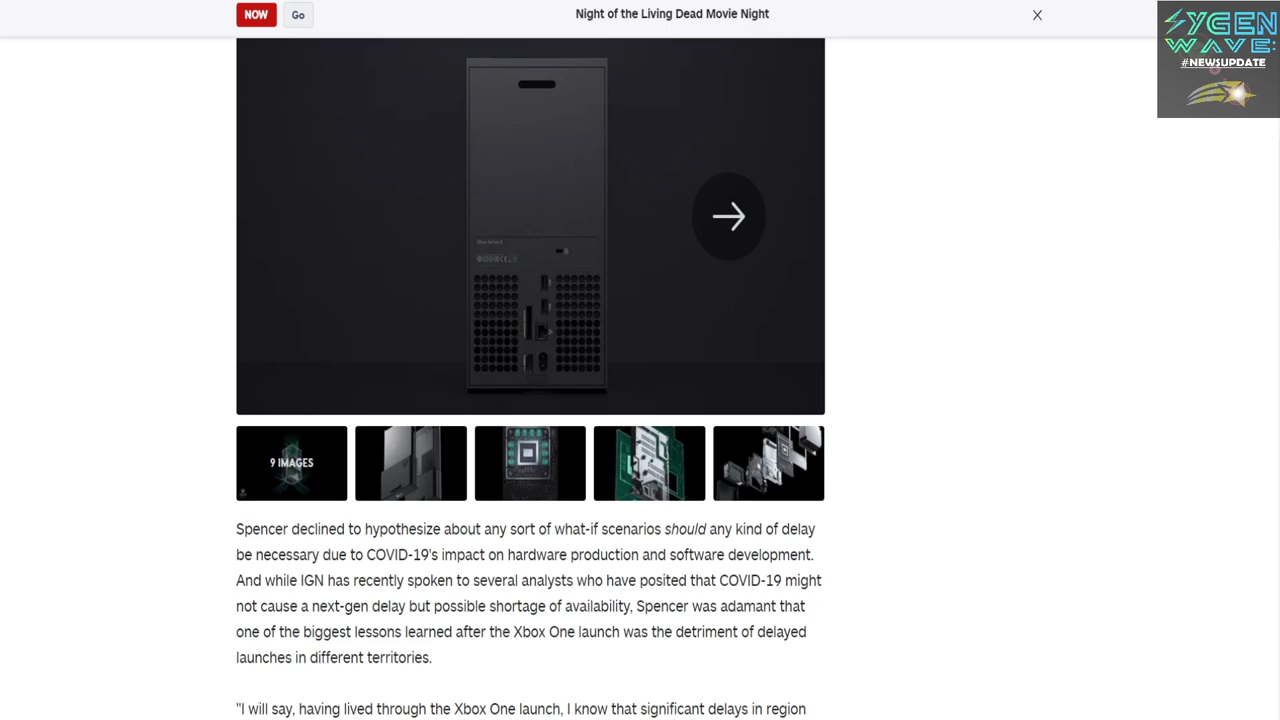 NOW
Go
Night of the Living Dead Movie Night
X
SYGEN
WAVE:
#NEWSUPDATE
9 IMAGES
Spencer declined to hypothesize about any sort of what-if scenarios should any kind of delay
be necessary due to COVID-19's impact on hardware production and software development.
And while IGN has recently spoken to several analysts who have posited that COVID-19 might
not cause a next-gen delay but possible shortage of availability, Spencer was adamant that
one of the biggest lessons learned after the Xbox One launch was the detriment of delayed
launches in different territories.
"I will say, having lived through the Xbox One launch, I know that significant delays in region